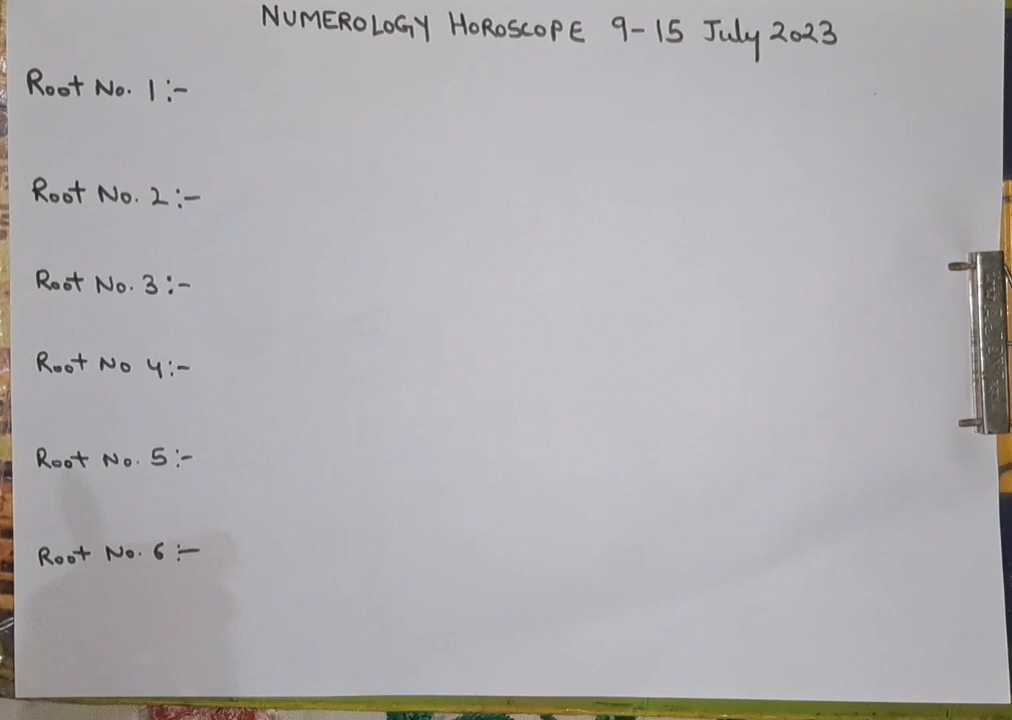 NUMEROLOGY HOROSCOPE 9-15 July 2023
Root No. 1:-
Root No. 2:-
Root No. 3:-
Root No 4:-
Root No. 5:-
Root No. 6:-